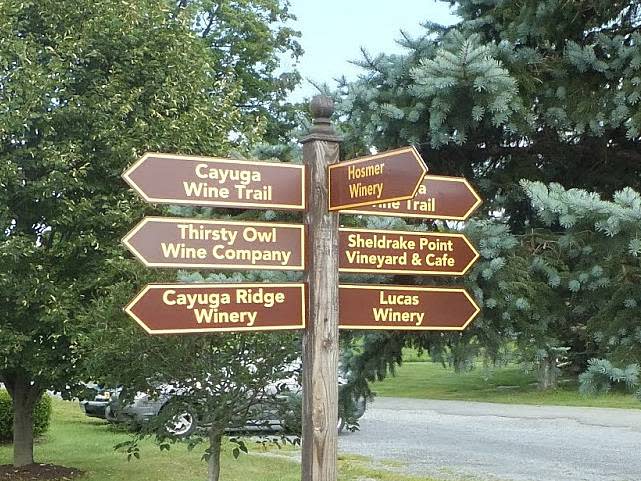 Cayuga
Wine Trail
Hosmer
Winery
Wine Trail
Thirsty Owl
Wine Company
Sheldrake Point
Vineyard & Cafe
Cayuga Ridge
Winery
Lucas
Winery